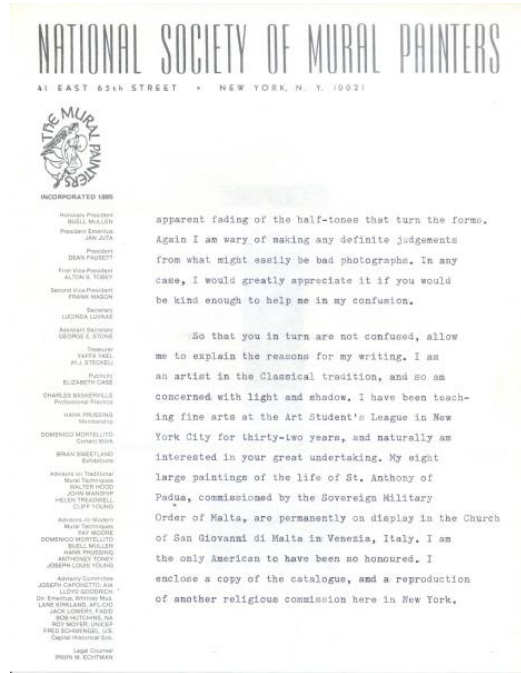 NATIONAL SOCIETY OF MURAL PAINTERS
41 EAST 65th STREET • NEW YORK, N. Y. 10021
THE MURAL PAINTERS
INCORPORATED 1895
Honorary President
BUELL MULLEN
President Emeritus
JAN JUTA
President
DEAN FAUSETT
First Vice-President
ALTON S. TOBEY
Second Vice-President
FRANK MASON
Secretary
LUCINDA LUVAAS
Assistant Secretary
GEORGE E. STONE
Treasurer
YAFFA YAEL
(H.J. STECKEL)
Publicity
ELIZABETH CASE
CHARLES BASKERVILLE
Professional Practice
HANK PRUSSING
Membership
DOMENICO MORTELLITO
Current Work
BRIAN SWEETLAND
Exhibitions
Advisors on Traditional
Mural Techniques
WALTER HOOD
JOHN MANSHIP
HELEN TREADWELL
CLIFF YOUNG
Advisors on Modern
Mural Techniques
FAY MOORE
DOMENICO MORTELLITO
BUELL MULLEN
HANK PRUSSING
ANTHONEY TONEY
JOSEPH LOUIS YOUNG
Advisory Committee
JOSEPH CAPONETTO, AIA
LLOYD GOODRICH
Dir. Emeritus, Whitney Mus.
LANE KIRKLAND, AFL-CIO
JACK LOWERY, FASID
BOB HUTCHINS, NA
ROY MOYER, UNICEF
FRED SCHWENGEL, U.S.
Capital Historical Soc.
Legal Counsel
IRWIN M. ECHTMAN
apparent fading of the half-tones that turn the forms.
Again I am wary of making any definite judgements
from what might easily be bad photographs. In any
case, I would greatly appreciate it if you would
be kind enough to help me in my confusion.
So that you in turn are not confused, allow
me to explain the reasons for my writing. I am
an artist in the Classical tradition, and so am
concerned with light and shadow. I have been teach-
ing fine arts at the Art Student's League in New
York City for thirty-two years, and naturally am
interested in your great undertaking. My eight
large paintings of the life of St. Anthony of
Padua, commissioned by the Sovereign Military
Order of Malta, are permanently on display in the Church
of San Giovanni di Malta in Venezia, Italy. I am
the only American to have been so honoured. I
enclose a copy of the catalogue, and a reproduction
of another religious commission here in New York.